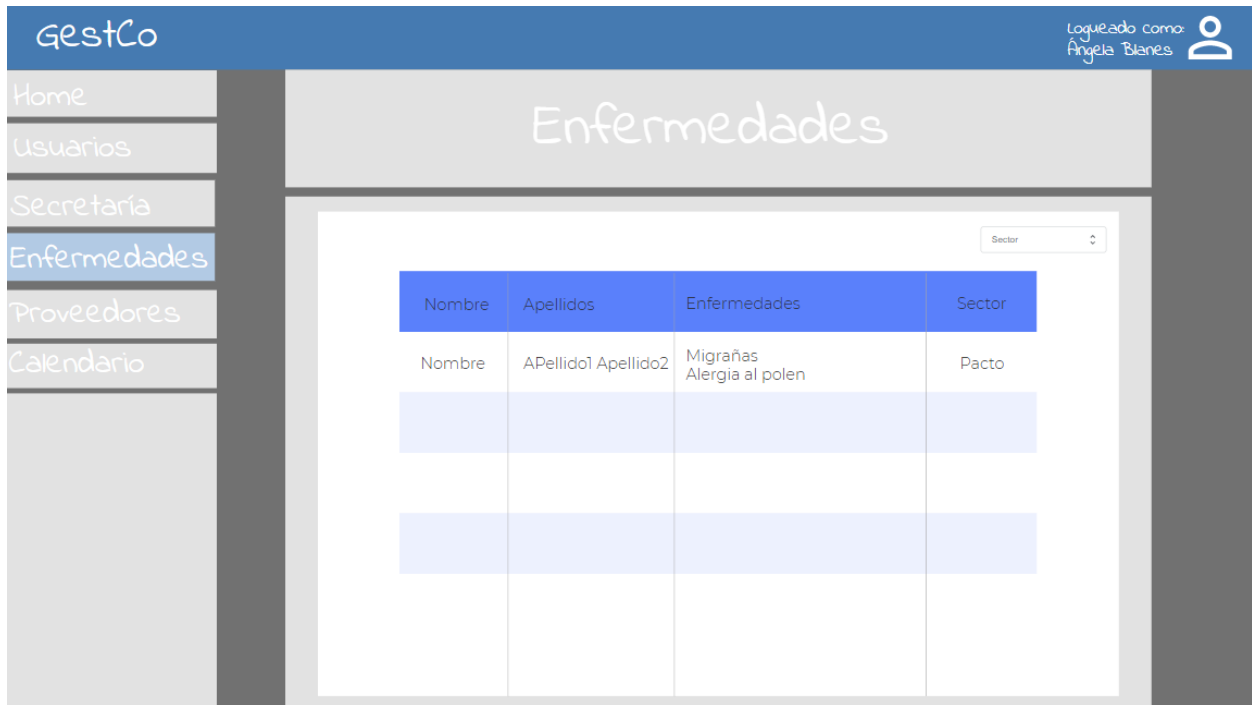 GestCo
Logueado como:
Ángela Blanes
Home
Usuarios
Secretaría
Enfermedades
Proveedores
Calendario
Enfermedades
Sector
Nombre Apellidos Enfermedades Sector
Nombre APellido1 Apellido2 Migrañas Pacto
Alergia al polen